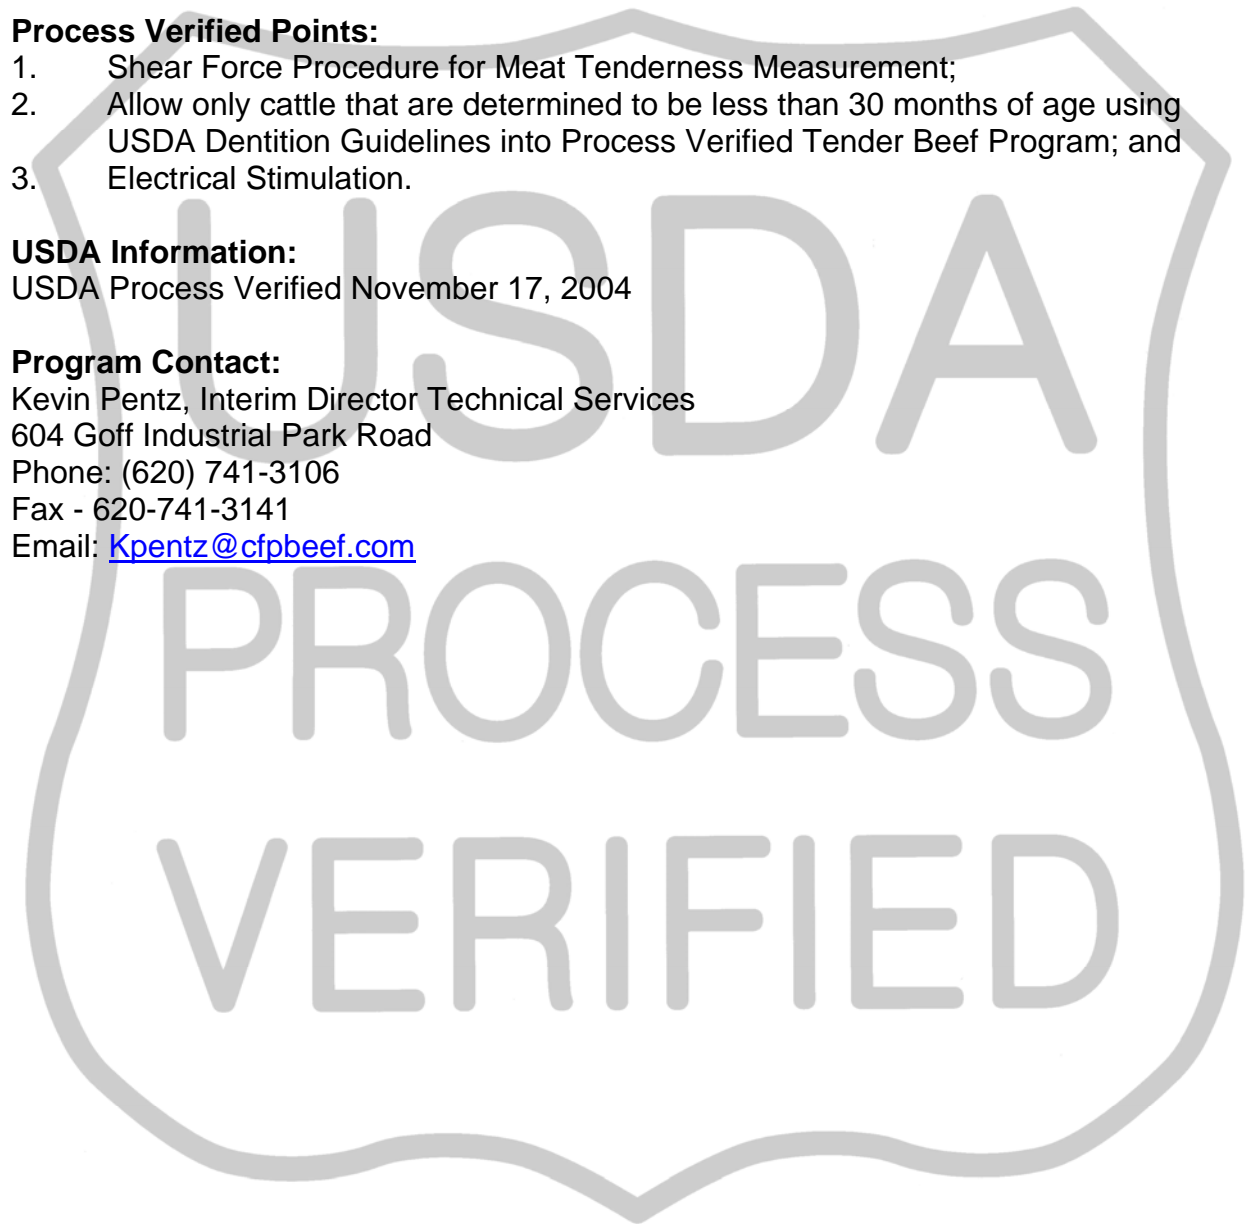 Process Verified Points:
1. Shear Force Procedure for Meat Tenderness Measurement;
2. Allow only cattle that are determined to be less than 30 months of age using
USDA Dentition Guidelines into Process Verified Tender Beef Program; and
3. Electrical Stimulation.
USDA Information:
USDA Process Verified November 17, 2004
Program Contact:
Kevin Pentz, Interim Director Technical Services
604 Goff Industrial Park Road
Phone: (620) 741-3106
Fax - 620-741-3141
Email: Kpentz@cfpbeef.com
USDA
PROCESS
VERIFIED